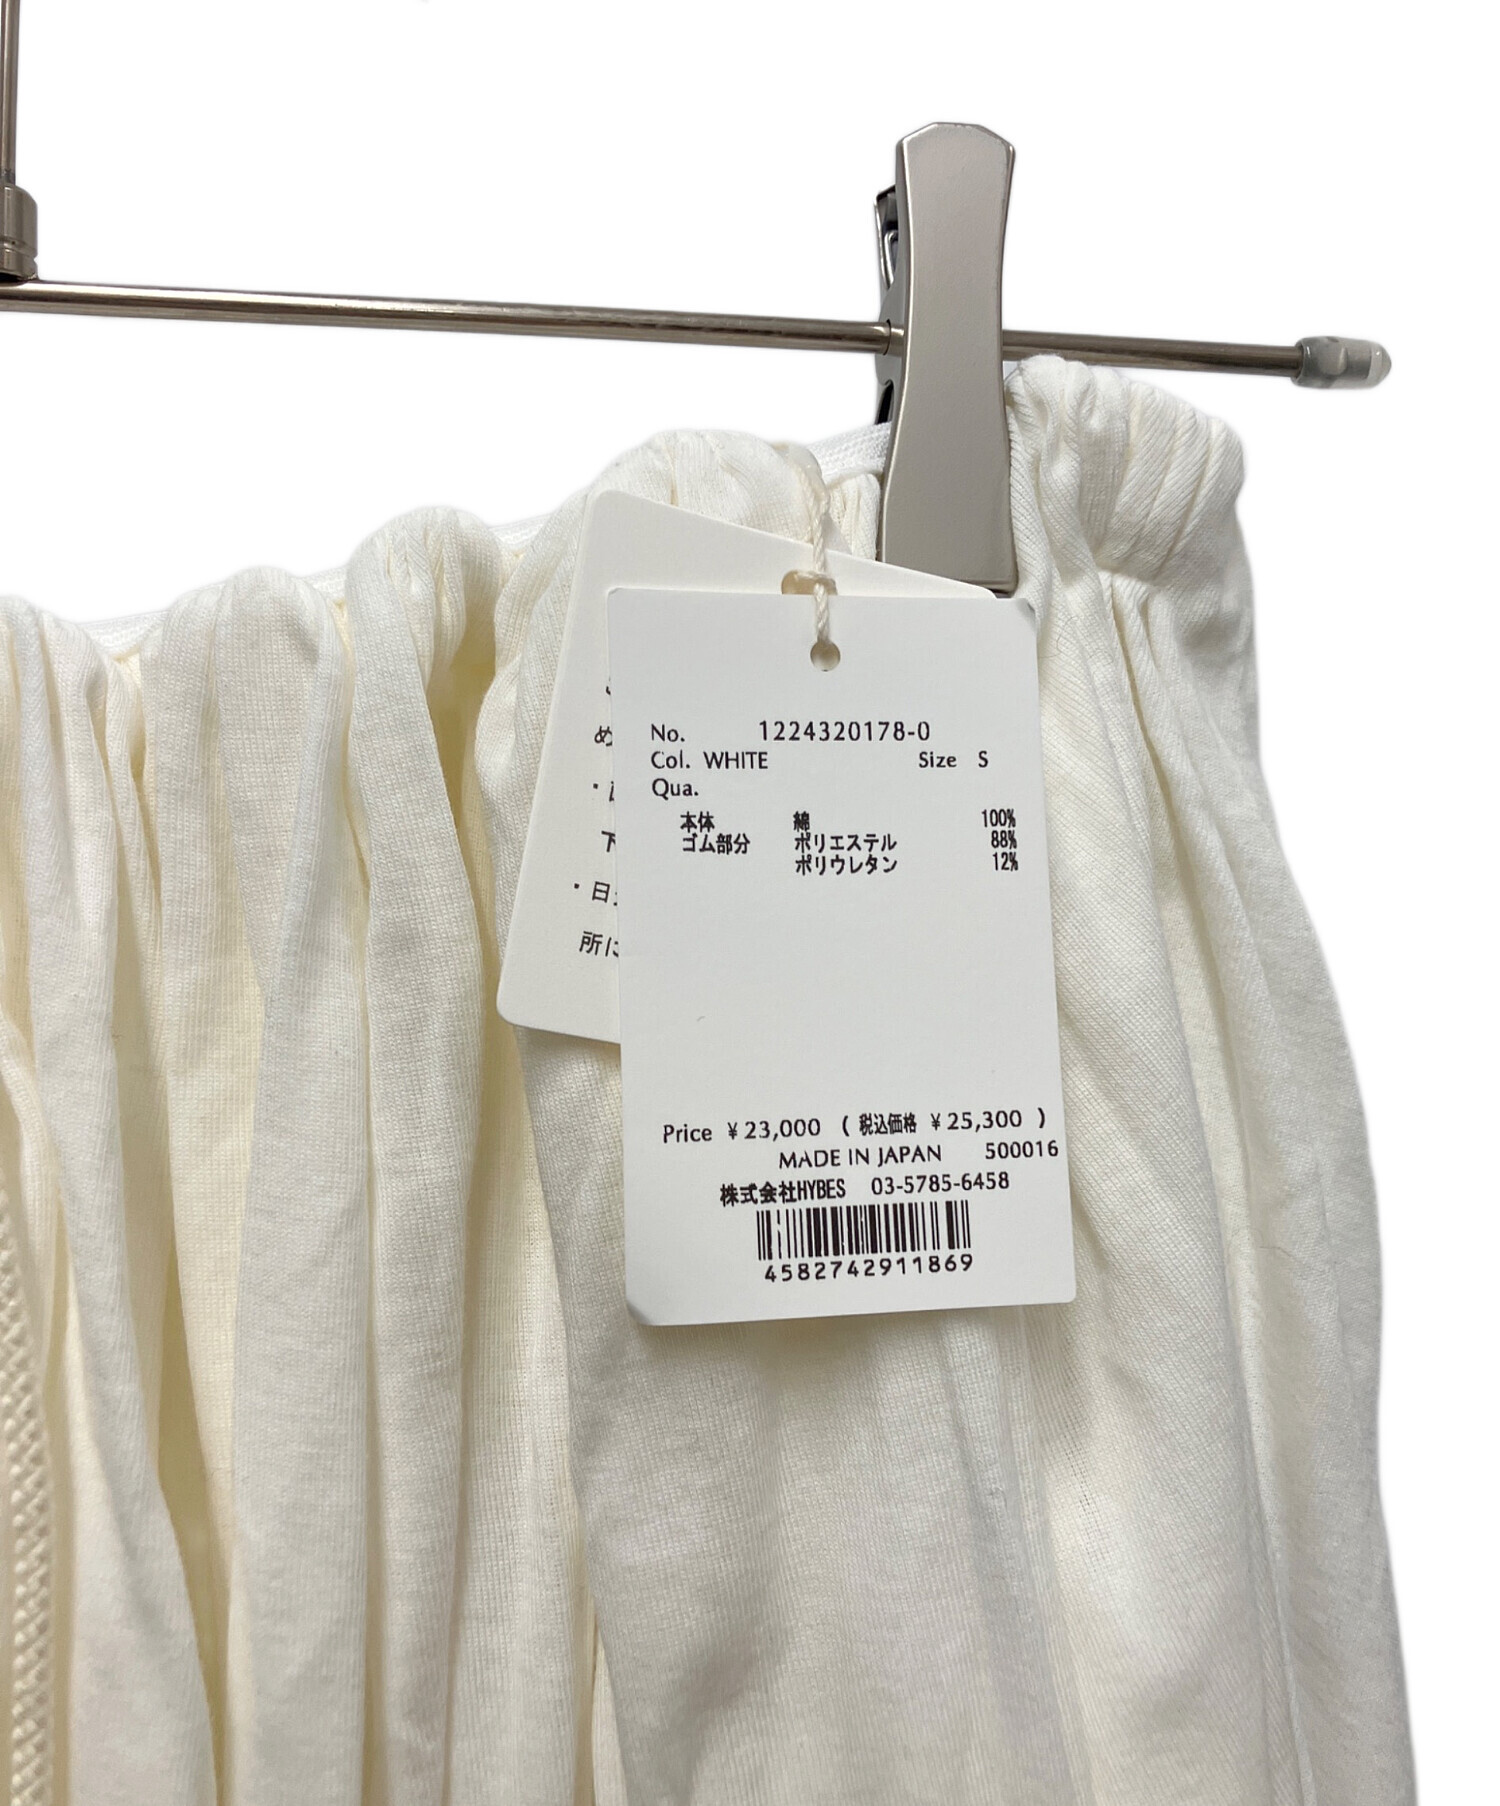 め
下
・日
所に
No. 1224320178-0
Col. WHITE Size S
Qua.
本体 綿 100%
ゴム部分 ポリエステル 88%
ポリウレタン 12%
Price ￥23,000 ( 税込価格 ￥25,300 )
MADE IN JAPAN 500016
株式会社HYBES 03-5785-6458
4582742911869